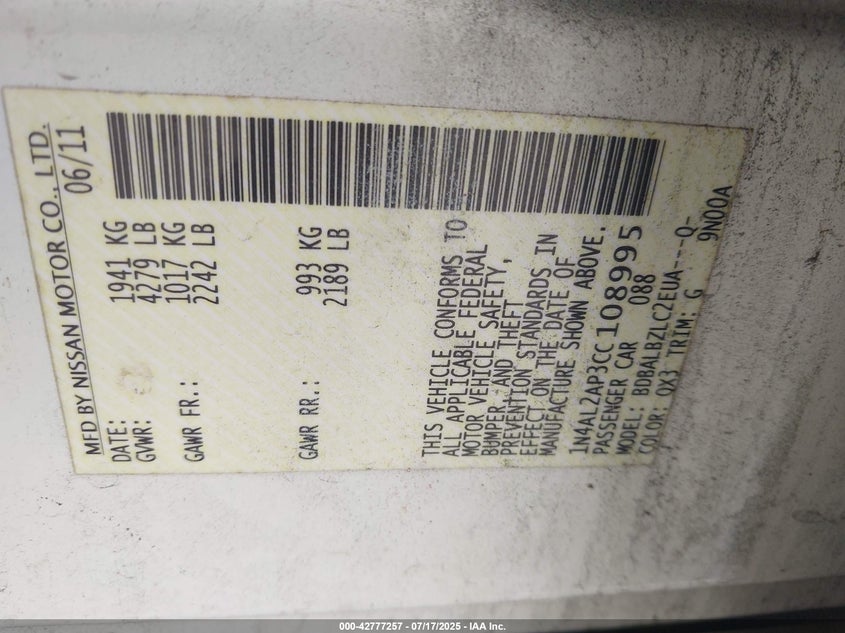 MFD BY NISSAN MOTOR CO., LTD.
DATE: 06/11
GVWR: 1941 KG
4279 LB
GAWR FR.: 1017 KG
2242 LB
GAWR RR.: 993 KG
2189 LB
THIS VEHICLE CONFORMS TO
ALL APPLICABLE FEDERAL
MOTOR VEHICLE SAFETY,
BUMPER, AND THEFT
PREVENTION STANDARDS IN
EFFECT ON THE DATE OF
MANUFACTURE SHOWN ABOVE.
1N4AL2AP3CC108995
PASSENGER CAR 088
MODEL: BDBALBZLC2EUA---Q-
COLOR: QX3 TRIM: G 9N00A
000-42777257 - 07/17/2025 - IAA Inc.